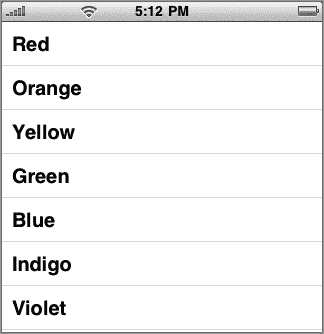 5:12 PM
Red
Orange
Yellow
Green
Blue
Indigo
Violet